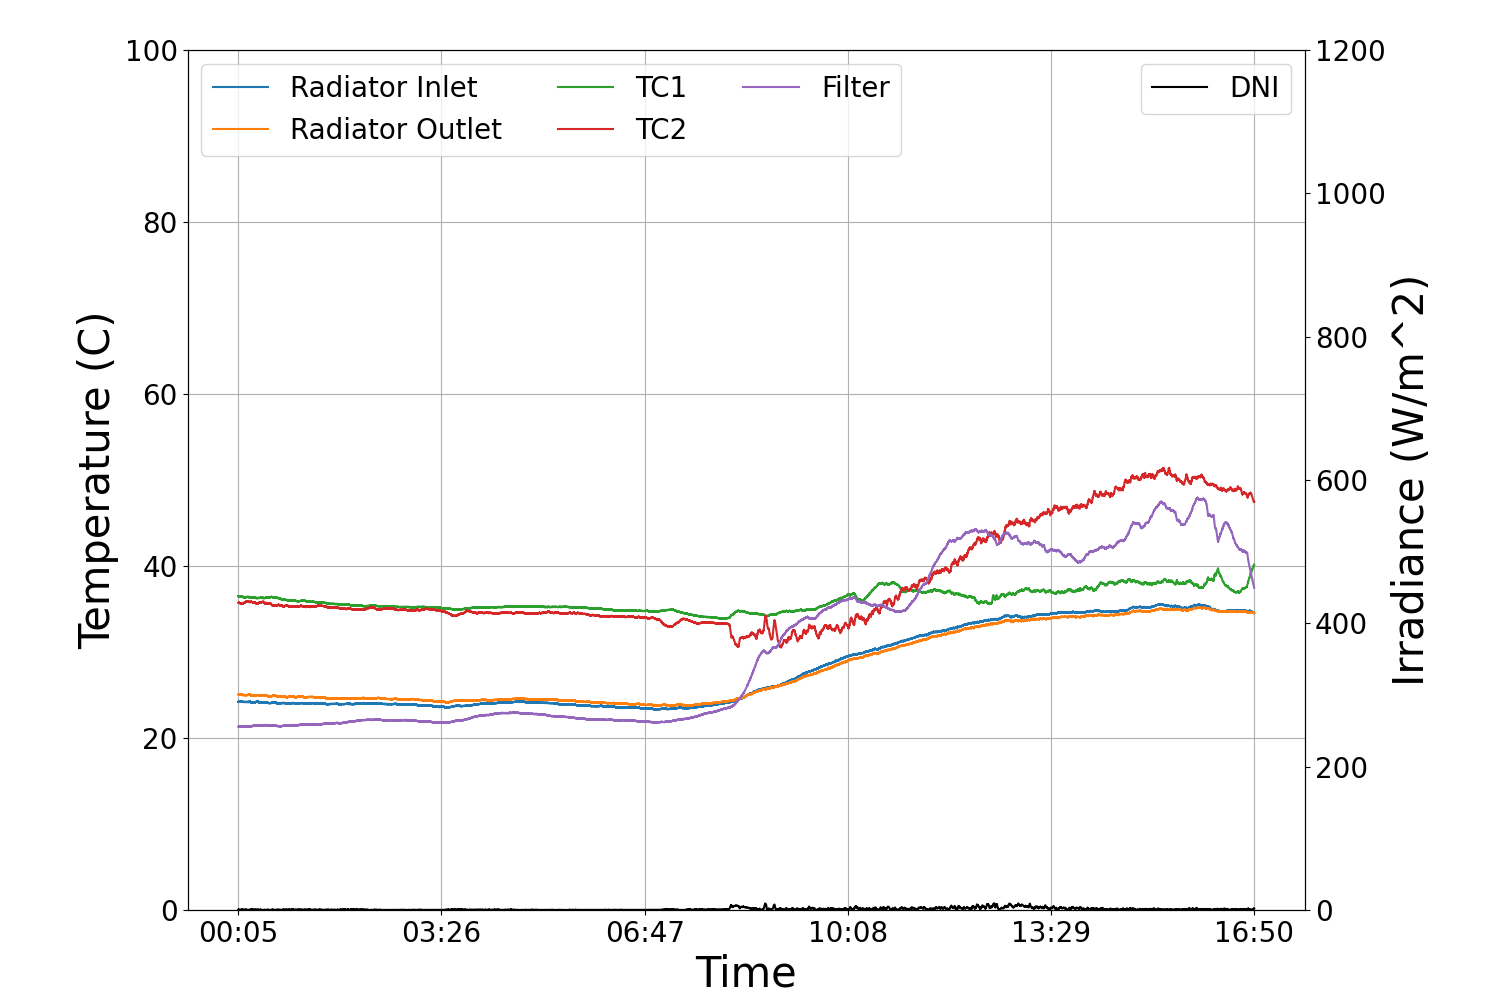 Radiator Inlet
Radiator Outlet
TC1
TC2
Filter
DNI
Temperature (C)
100
80
60
40
20
0
1200
1000
800
600
400
200
0
Irradiance (W/m^2)
00:05 03:26 06:47 10:08 13:29 16:50
Time